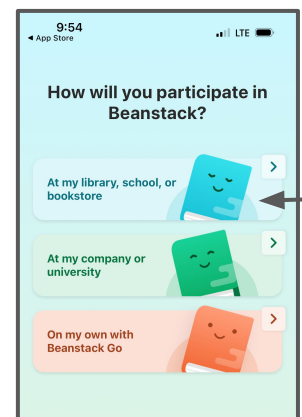 9:54
◀ App Store
LTE
How will you participate in
Beanstack?
At my library, school, or
bookstore
At my company or
university
On my own with
Beanstack Go